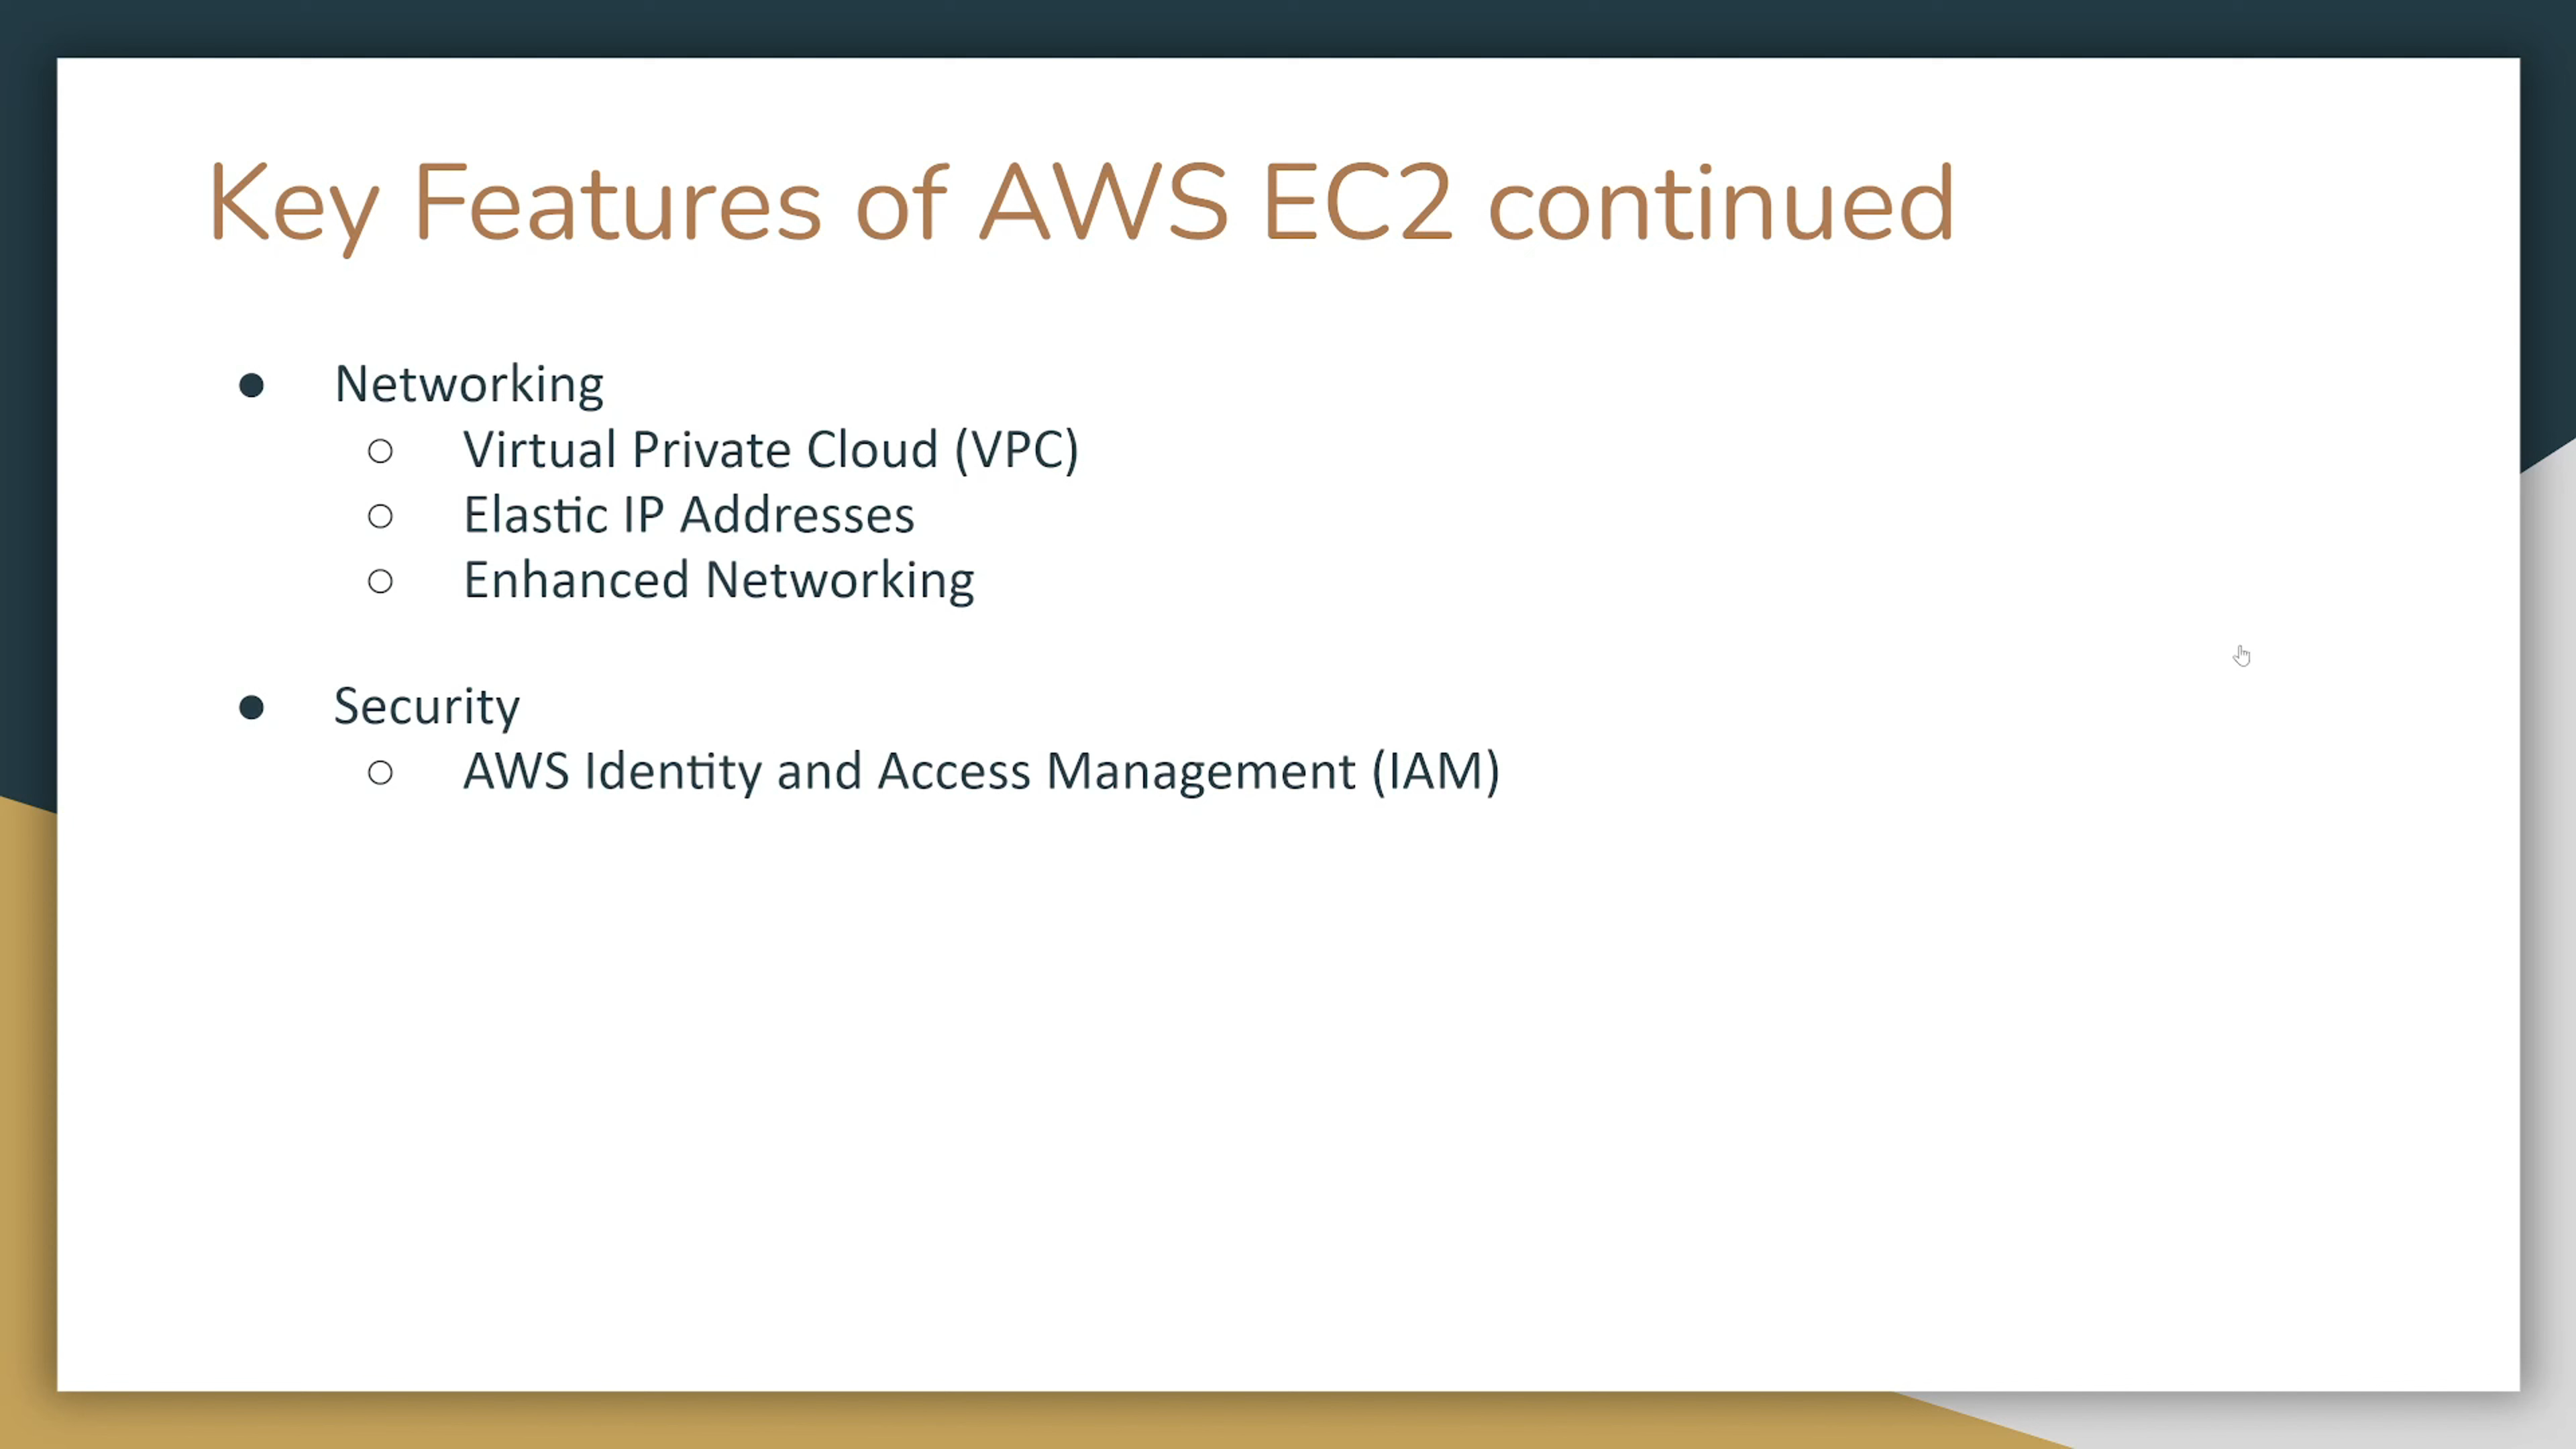 Key Features of AWS EC2 continued
● Networking
○ Virtual Private Cloud (VPC)
○ Elastic IP Addresses
○ Enhanced Networking
● Security
○ AWS Identity and Access Management (IAM)